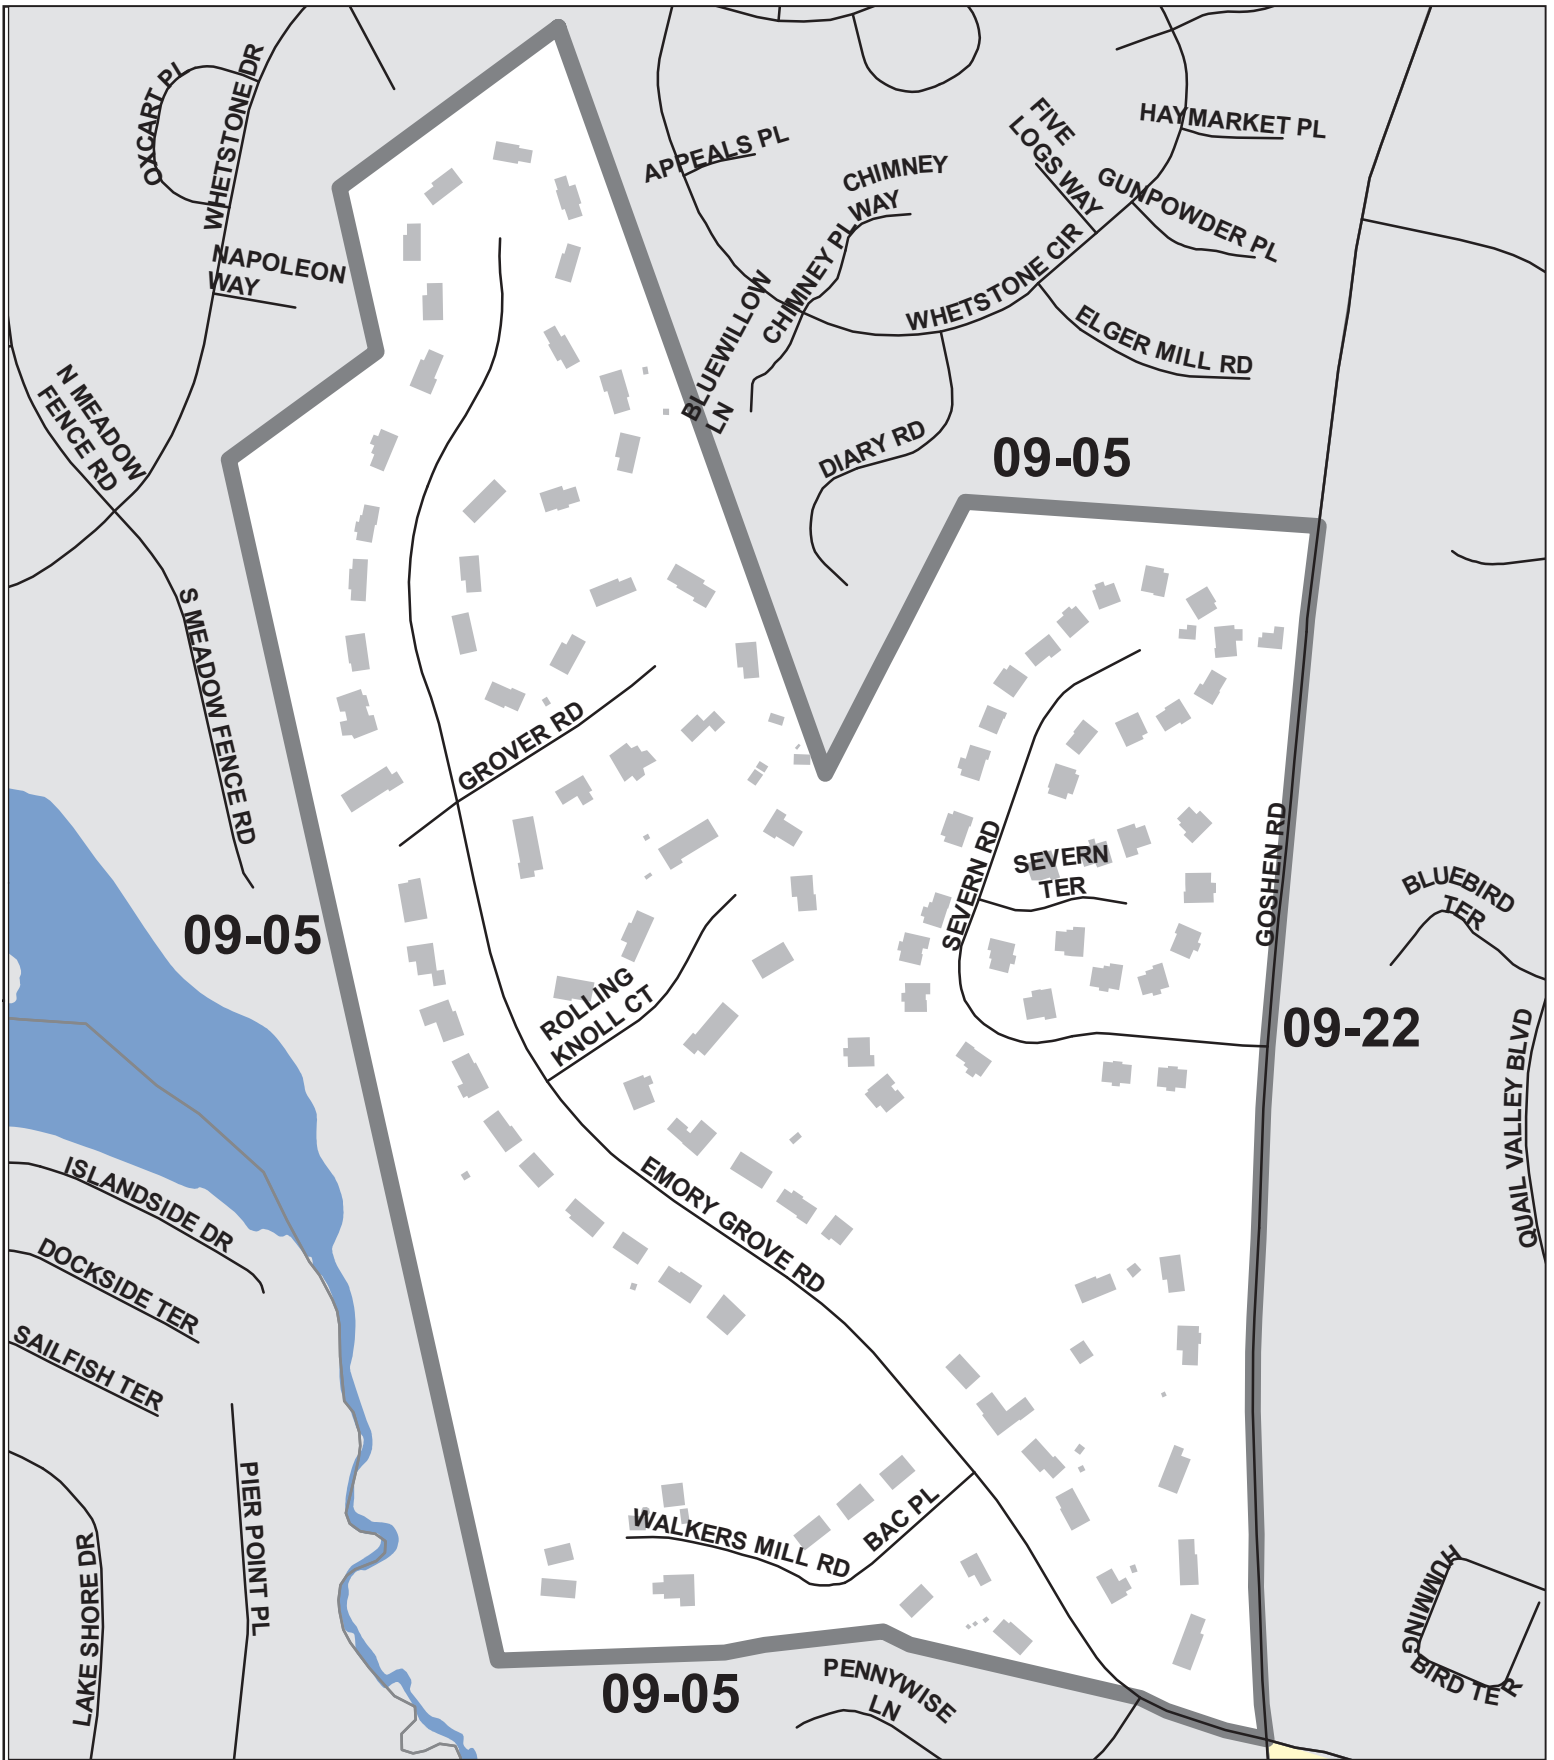 OXCART PL
WHETSTONE DR
NAPOLEON
WAY
N MEADOW
FENCE RD
S MEADOW FENCE RD
APPEALS PL
CHIMNEY
WAY
CHIMNEY PL
BLUEWILLOW
LN
FIVE
LOGS WAY
HAYMARKET PL
GUNPOWDER PL
WHETSTONE CIR
ELGER MILL RD
DIARY RD
09-05
GROVER RD
SEVERN RD
SEVERN
TER
GOSHEN RD
BLUEBIRD
TER
09-05
ROLLING
KNOLL CT
09-22
QUAIL VALLEY BLVD
EMORY GROVE RD
ISLANDSIDE DR
DOCKSIDE TER
SAILFISH TER
PIER POINT PL
LAKE SHORE DR
WALKERS MILL RD
BAC PL
09-05
PENNYWISE
LN
HUMMING
BIRD TER